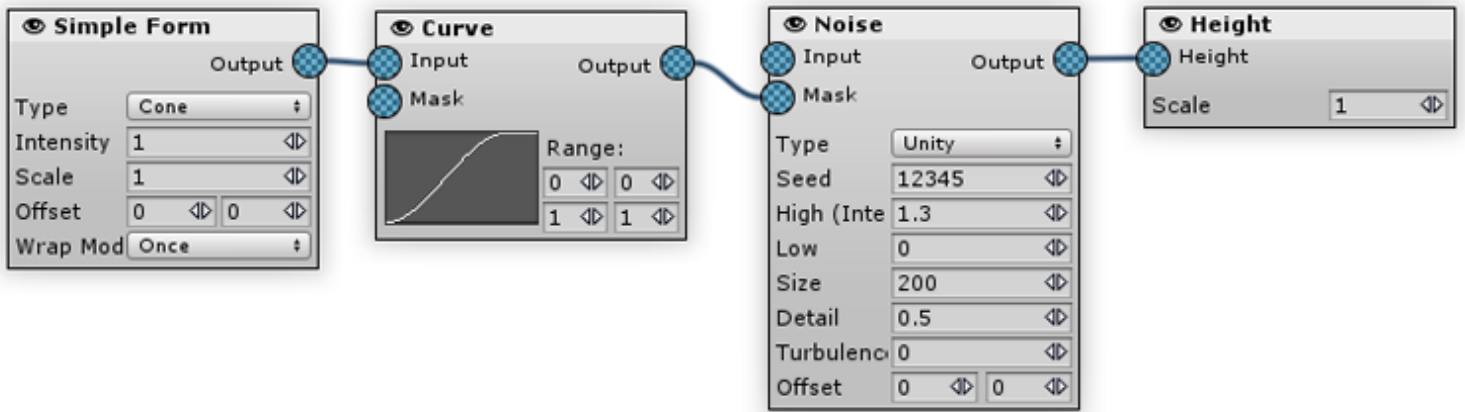 Simple Form
Output
Type Cone
Intensity 1
Scale 1
Offset 0 0
Wrap Mod Once
Curve
Input Output
Mask
Range:
0 0
1 1
Noise
Input Output
Mask
Type Unity
Seed 12345
High (Inte 1.3
Low 0
Size 200
Detail 0.5
Turbulenc 0
Offset 0 0
Height
Height
Scale 1